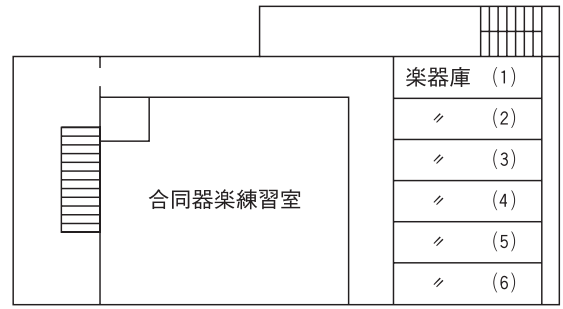 楽器庫 (1)
〃 (2)
〃 (3)
〃 (4)
合同器楽練習室
〃 (5)
〃 (6)